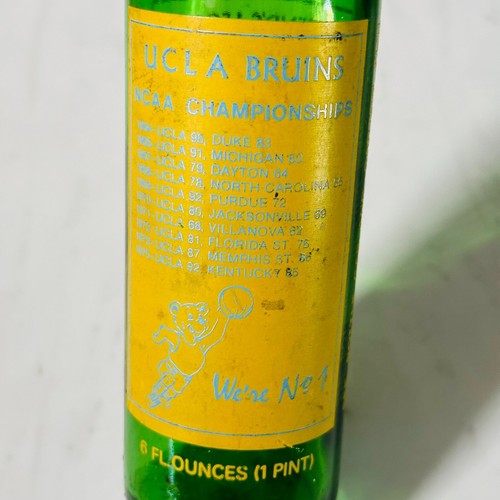 UCLA BRUINS
NCAA CHAMPIONSHIPS
UCLA 98, DUKE 83
UCLA 91, MICHIGAN 80
UCLA 79, DAYTON 64
UCLA 78, NORTH CAROLINA 55
UCLA 92, PURDUE 72
UCLA 80, JACKSONVILLE 69
UCLA 68, VILLANOVA 62
UCLA 81, FLORIDA ST. 76
UCLA 87, MEMPHIS ST. 66
UCLA 92, KENTUCKY 85
We're No 1
6 FL.OUNCES (1 PINT)